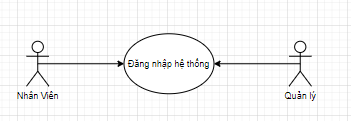 Đăng nhập hệ thống
Nhân Viên
Quản lý